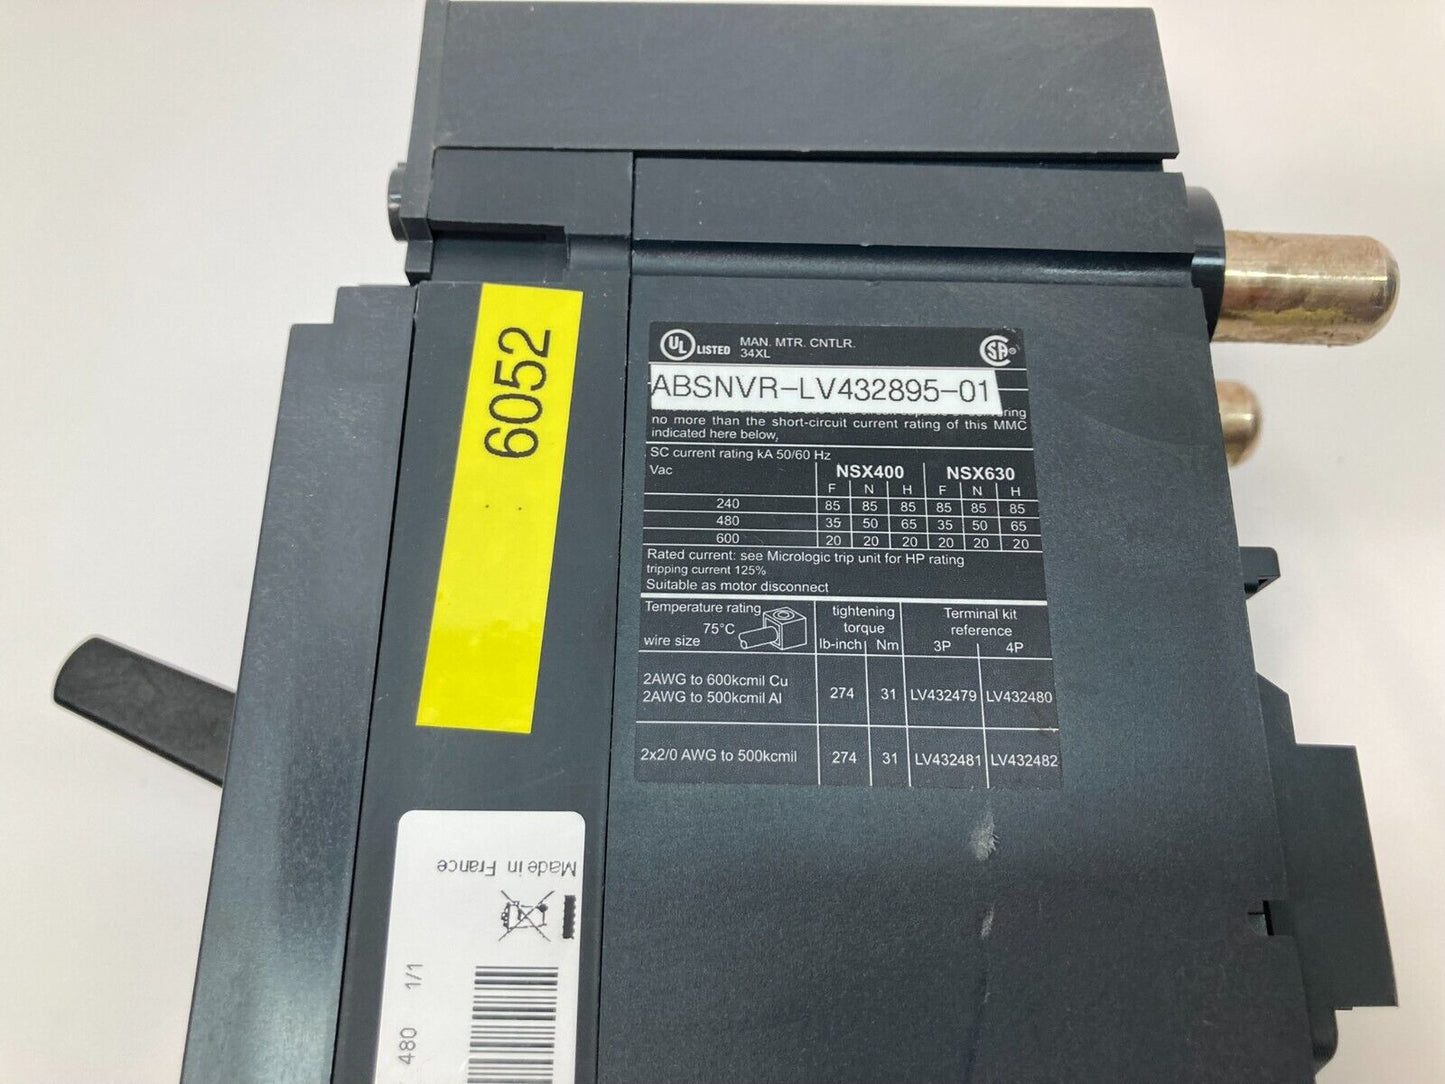 6052
UL LISTED MAN. MTR. CNTLR.
34XL
SA
ABSNVR-LV432895-01
no more than the short-circuit current rating of this MMC
indicated here below,
SC current rating kA 50/60 Hz
Vac NSX400 NSX630
F N H F N H
240 85 85 85 85 85 85
480 35 50 65 35 50 65
600 20 20 20 20 20 20
Rated current: see Micrologic trip unit for HP rating
tripping current 125%
Suitable as motor disconnect
Temperature rating tightening Terminal kit
75°C torque reference
wire size lb-inch Nm 3P 4P
2AWG to 600kcmil Cu
2AWG to 500kcmil Al 274 31 LV432479 LV432480
2x2/0 AWG to 500kcmil 274 31 LV432481 LV432482
Made in France
480 1/1